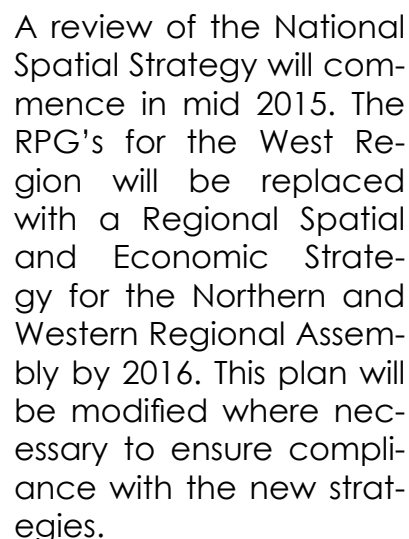 A review of the National
Spatial Strategy will com-
mence in mid 2015. The
RPG’s for the West Re-
gion will be replaced
with a Regional Spatial
and Economic Strate-
gy for the Northern and
Western Regional Assem-
bly by 2016. This plan will
be modified where nec-
essary to ensure compli-
ance with the new strat-
egies.